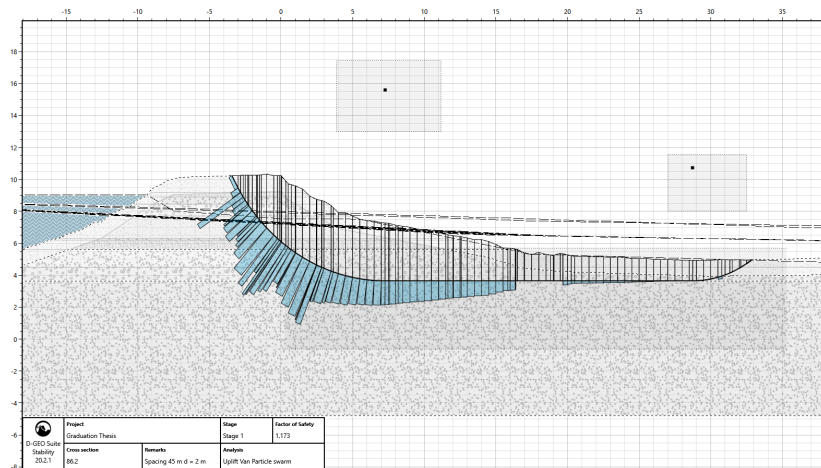 -15 -10 -5 0 5 10 15 20 25 30 35
18
16
14
12
10
8
6
4
2
0
-2
-4
-6
-8
D-GEO Suite
Stability
20.2.1
Project
Graduation Thesis
Stage
Stage 1
Factor of Safety
1.173
Cross section
86.2
Remarks
Spacing 45 m d = 2 m
Analysis
Uplift Van Particle swarm